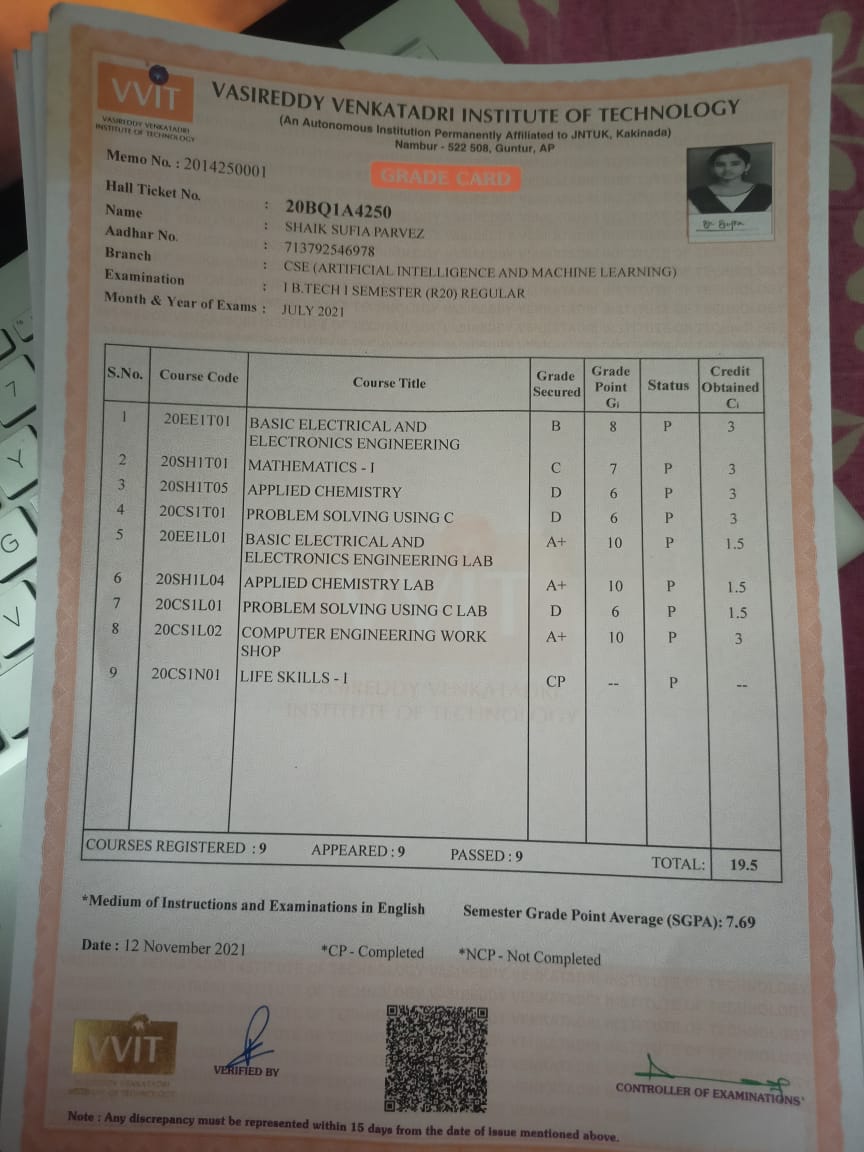 VVIT
VASIREDDY VENKATADRI
INSTITUTE OF TECHNOLOGY
VASIREDDY VENKATADRI INSTITUTE OF TECHNOLOGY
(An Autonomous Institution Permanently Affiliated to JNTUK, Kakinada)
Nambur - 522 508, Guntur, AP
Memo No. : 2014250001
GRADE CARD
Hall Ticket No. : 20BQ1A4250
Name : SHAIK SUFIA PARVEZ
Aadhar No. : 713792546978
Branch : CSE (ARTIFICIAL INTELLIGENCE AND MACHINE LEARNING)
Examination : I B.TECH I SEMESTER (R20) REGULAR
Month & Year of Exams : JULY 2021
S.No. Course Code Course Title Grade Secured Grade Point Gi Status Credit Obtained Ci
1 20EE1T01 BASIC ELECTRICAL AND B 8 P 3
ELECTRONICS ENGINEERING
2 20SH1T01 MATHEMATICS - I C 7 P 3
3 20SH1T05 APPLIED CHEMISTRY D 6 P 3
4 20CS1T01 PROBLEM SOLVING USING C D 6 P 3
5 20EE1L01 BASIC ELECTRICAL AND A+ 10 P 1.5
ELECTRONICS ENGINEERING LAB
6 20SH1L04 APPLIED CHEMISTRY LAB A+ 10 P 1.5
7 20CS1L01 PROBLEM SOLVING USING C LAB D 6 P 1.5
8 20CS1L02 COMPUTER ENGINEERING WORK A+ 10 P 3
SHOP
9 20CS1N01 LIFE SKILLS - I CP -- P --
VVIT
VASIREDDY VENKATADRI
INSTITUTE OF TECHNOLOGY
COURSES REGISTERED : 9 APPEARED : 9 PASSED : 9 TOTAL: 19.5
*Medium of Instructions and Examinations in English Semester Grade Point Average (SGPA): 7.69
Date : 12 November 2021 *CP - Completed *NCP - Not Completed
VVIT
VASIREDDY VENKATADRI
INSTITUTE OF TECHNOLOGY
VERIFIED BY
CONTROLLER OF EXAMINATIONS
Note : Any discrepancy must be represented within 15 days from the date of issue mentioned above.
7
Y
G
V